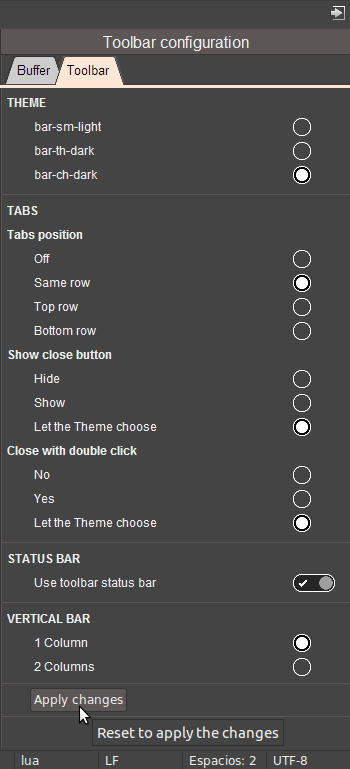 Toolbar configuration
Buffer Toolbar
THEME
bar-sm-light
bar-th-dark
bar-ch-dark
TABS
Tabs position
Off
Same row
Top row
Bottom row
Show close button
Hide
Show
Let the Theme choose
Close with double click
No
Yes
Let the Theme choose
STATUS BAR
Use toolbar status bar
VERTICAL BAR
1 Column
2 Columns
Apply changes
Reset to apply the changes
lua LF Espacios: 2 UTF-8